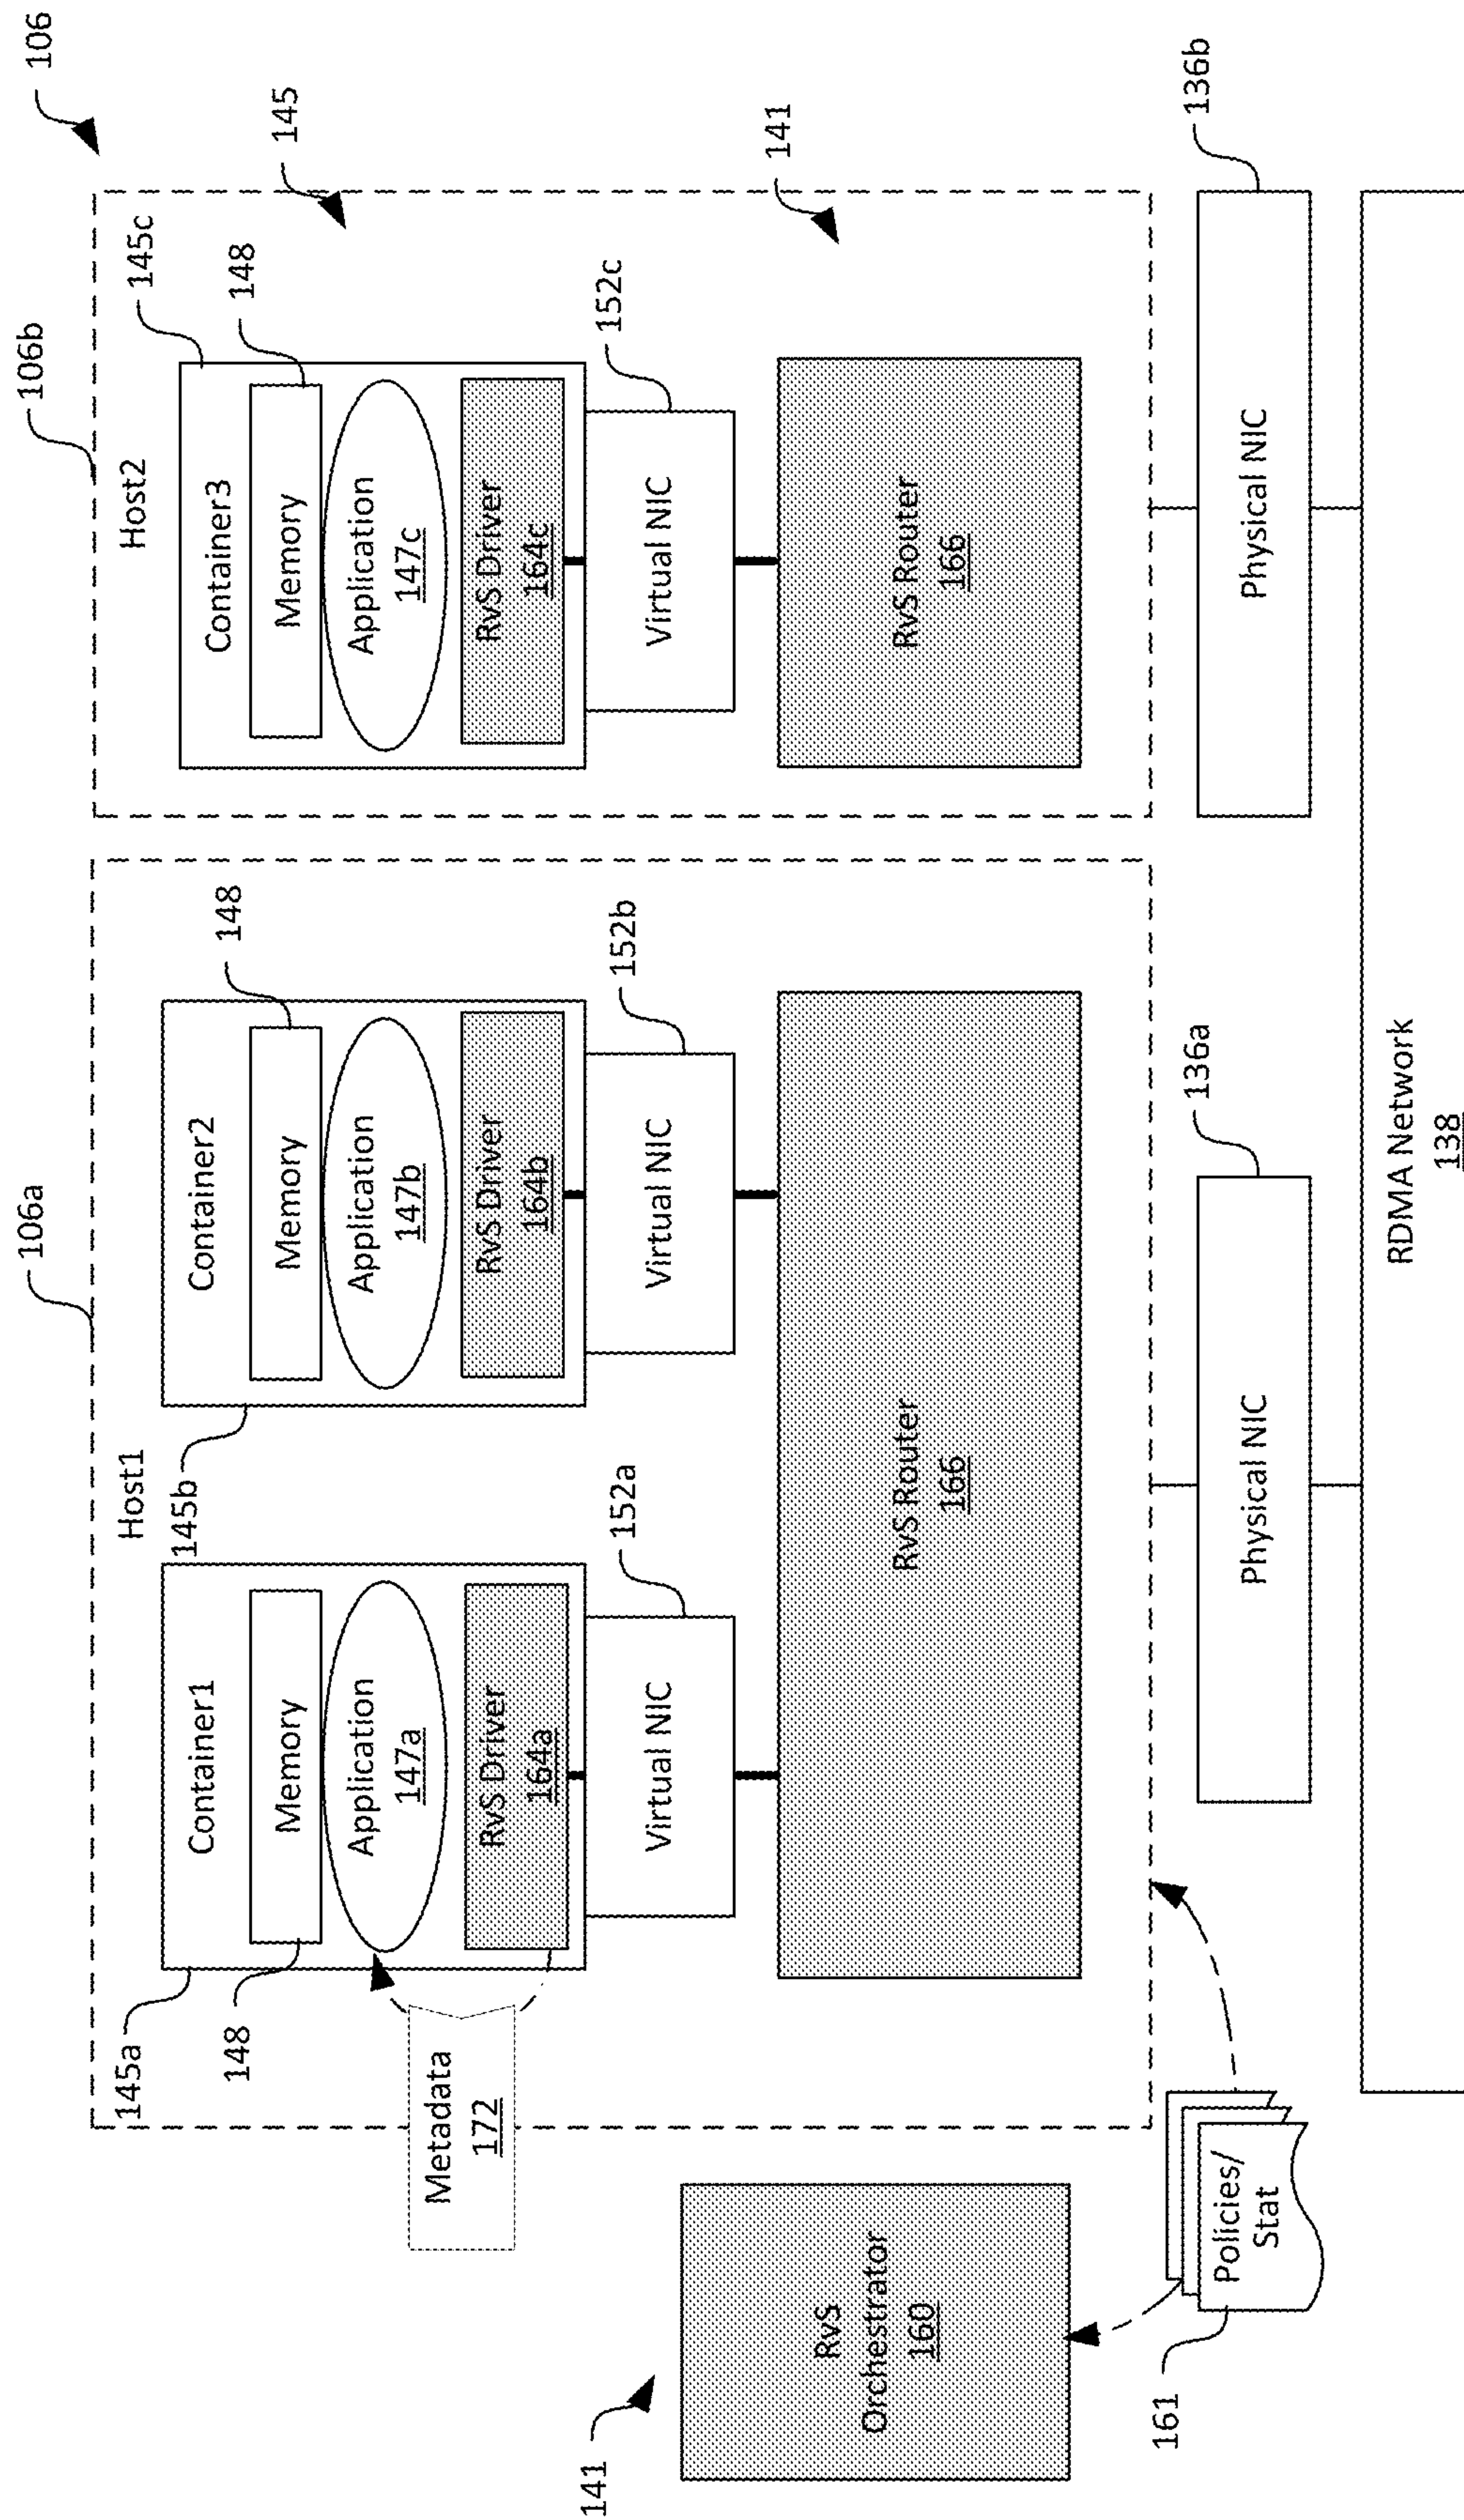 106
106a
106b
Host1
Host2
145
145a
145b
145c
Container1
Container2
Container3
148
148
148
Memory
Memory
Memory
Application
147a
Application
147b
Application
147c
Metadata
172
RvS Driver
164a
RvS Driver
164b
RvS Driver
164c
152a
152b
152c
Virtual NIC
Virtual NIC
Virtual NIC
141
141
RvS
Orchestrator
160
RvS Router
166
RvS Router
166
161
Policies/
Stat
136a
136b
Physical NIC
Physical NIC
RDMA Network
138